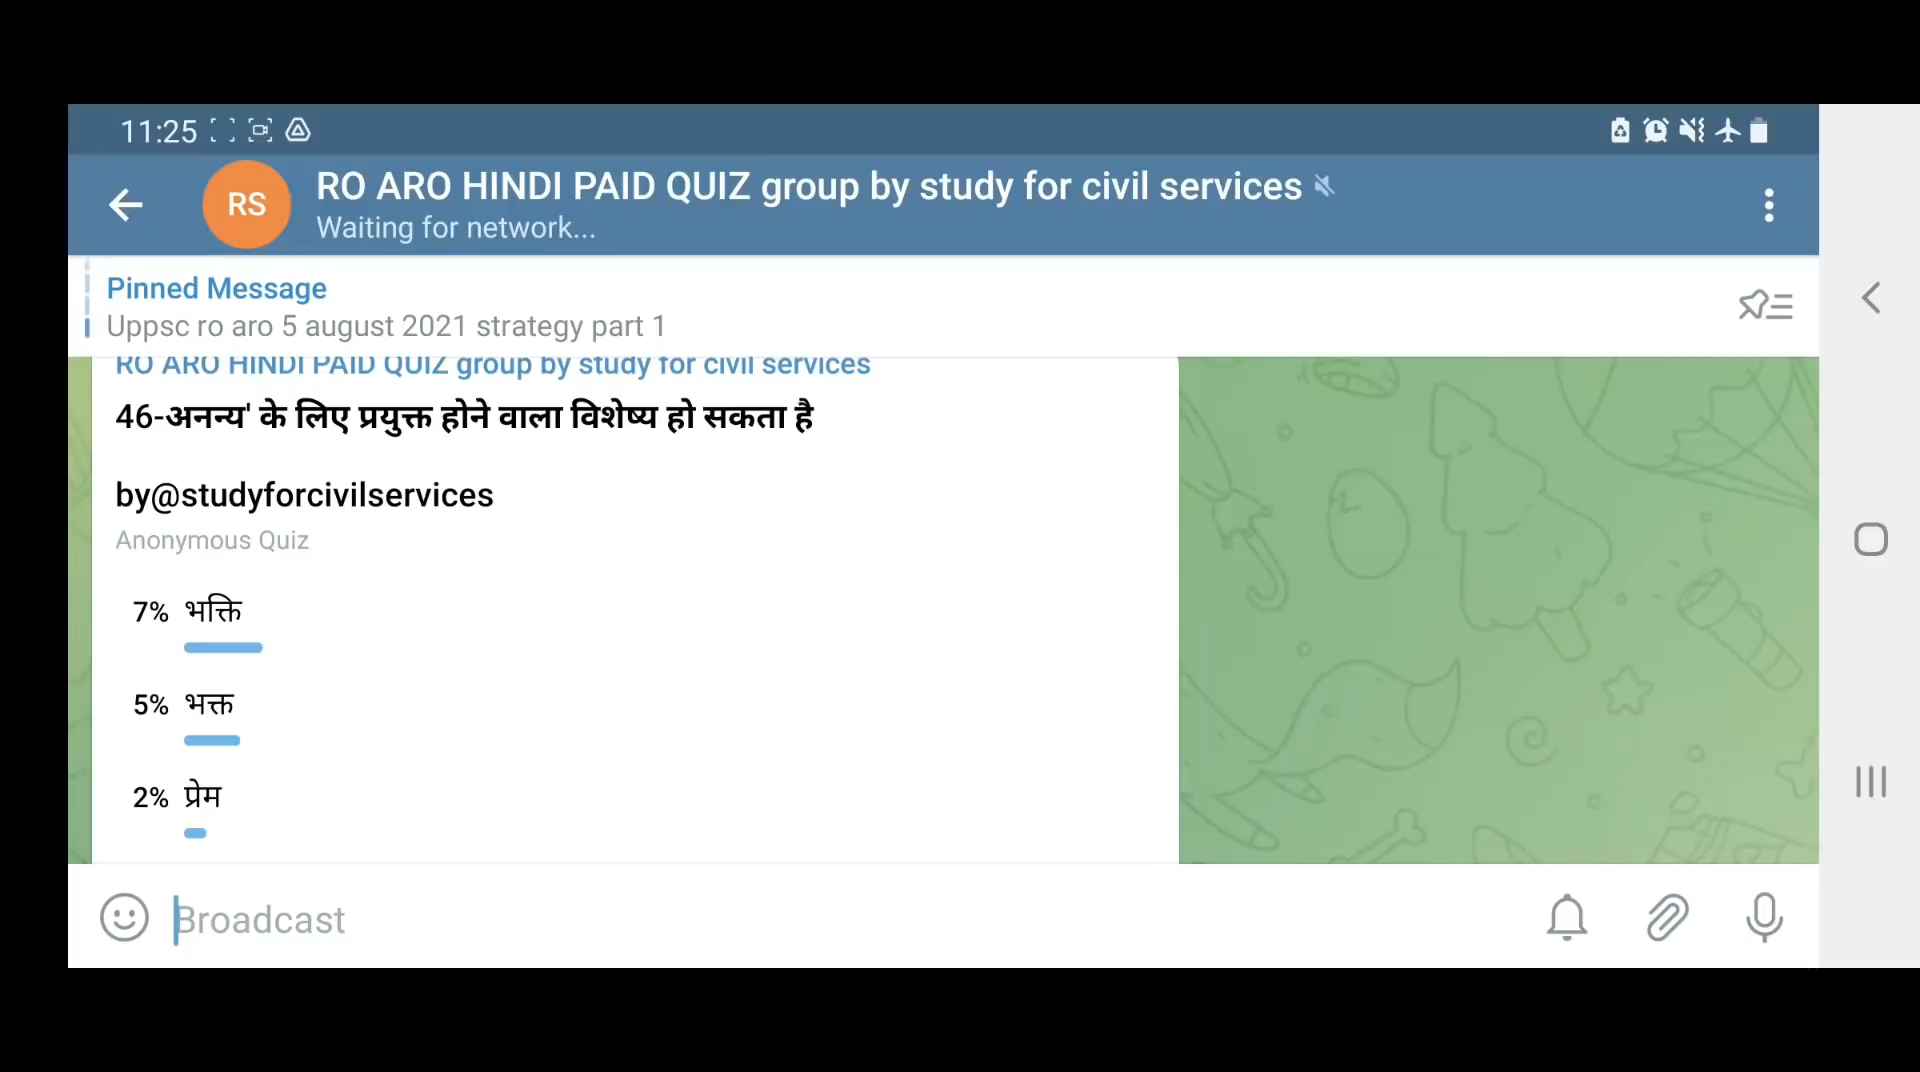 11:25
RO ARO HINDI PAID QUIZ group by study for civil services
RS
Waiting for network...
Pinned Message
Uppsc ro aro 5 august 2021 strategy part 1
RO ARO HINDI PAID QUIZ group by study for civil services
46-अनन्य' के लिए प्रयुक्त होने वाला विशेष्य हो सकता है
by@studyforcivilservices
Anonymous Quiz
7% भक्ति
5% भक्त
2% प्रेम
Broadcast